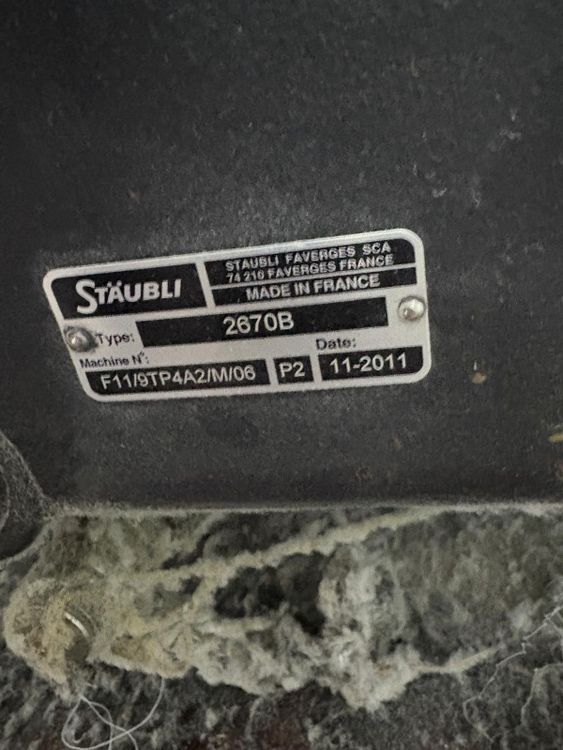 STÄUBLI
STAUBLI FAVERGES SCA
74 210 FAVERGES FRANCE
MADE IN FRANCE
Type: 2670B
Machine N°: Date:
F11/9TP4A2/M/06 P2 11-2011